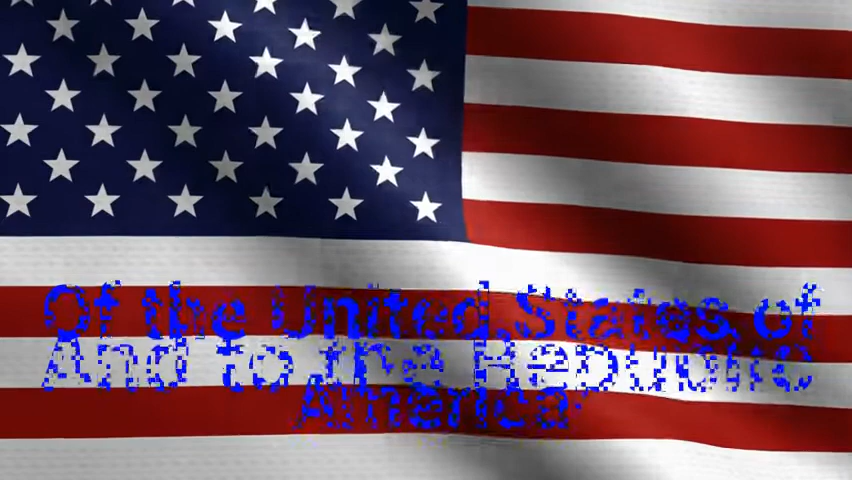 Of the United States of
And to the Republic
America